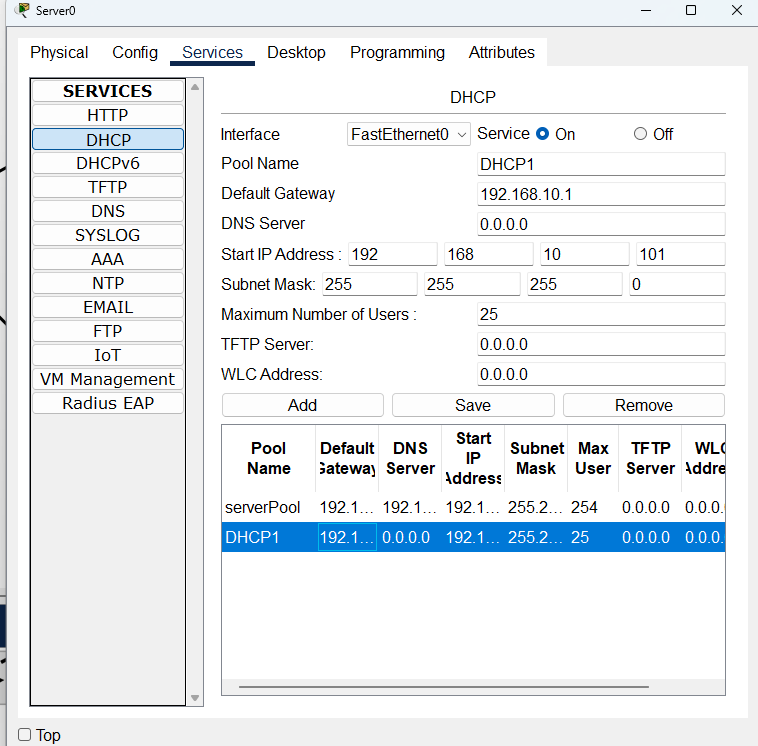 Server0
Physical Config Services Desktop Programming Attributes
SERVICES
HTTP
DHCP
DHCPv6
TFTP
DNS
SYSLOG
AAA
NTP
EMAIL
FTP
IoT
VM Management
Radius EAP
DHCP
Interface FastEthernet0 Service On Off
Pool Name DHCP1
Default Gateway 192.168.10.1
DNS Server 0.0.0.0
Start IP Address : 192 168 10 101
Subnet Mask: 255 255 255 0
Maximum Number of Users : 25
TFTP Server: 0.0.0.0
WLC Address: 0.0.0.0
Add Save Remove
Pool Name Default Gateway DNS Server Start IP Address Subnet Mask Max User TFTP Server WLC Addre
serverPool 192.1... 192.1... 192.1... 255.2... 254 0.0.0.0 0.0.0.
DHCP1 192.1... 0.0.0.0 192.1... 255.2... 25 0.0.0.0 0.0.0.
Top